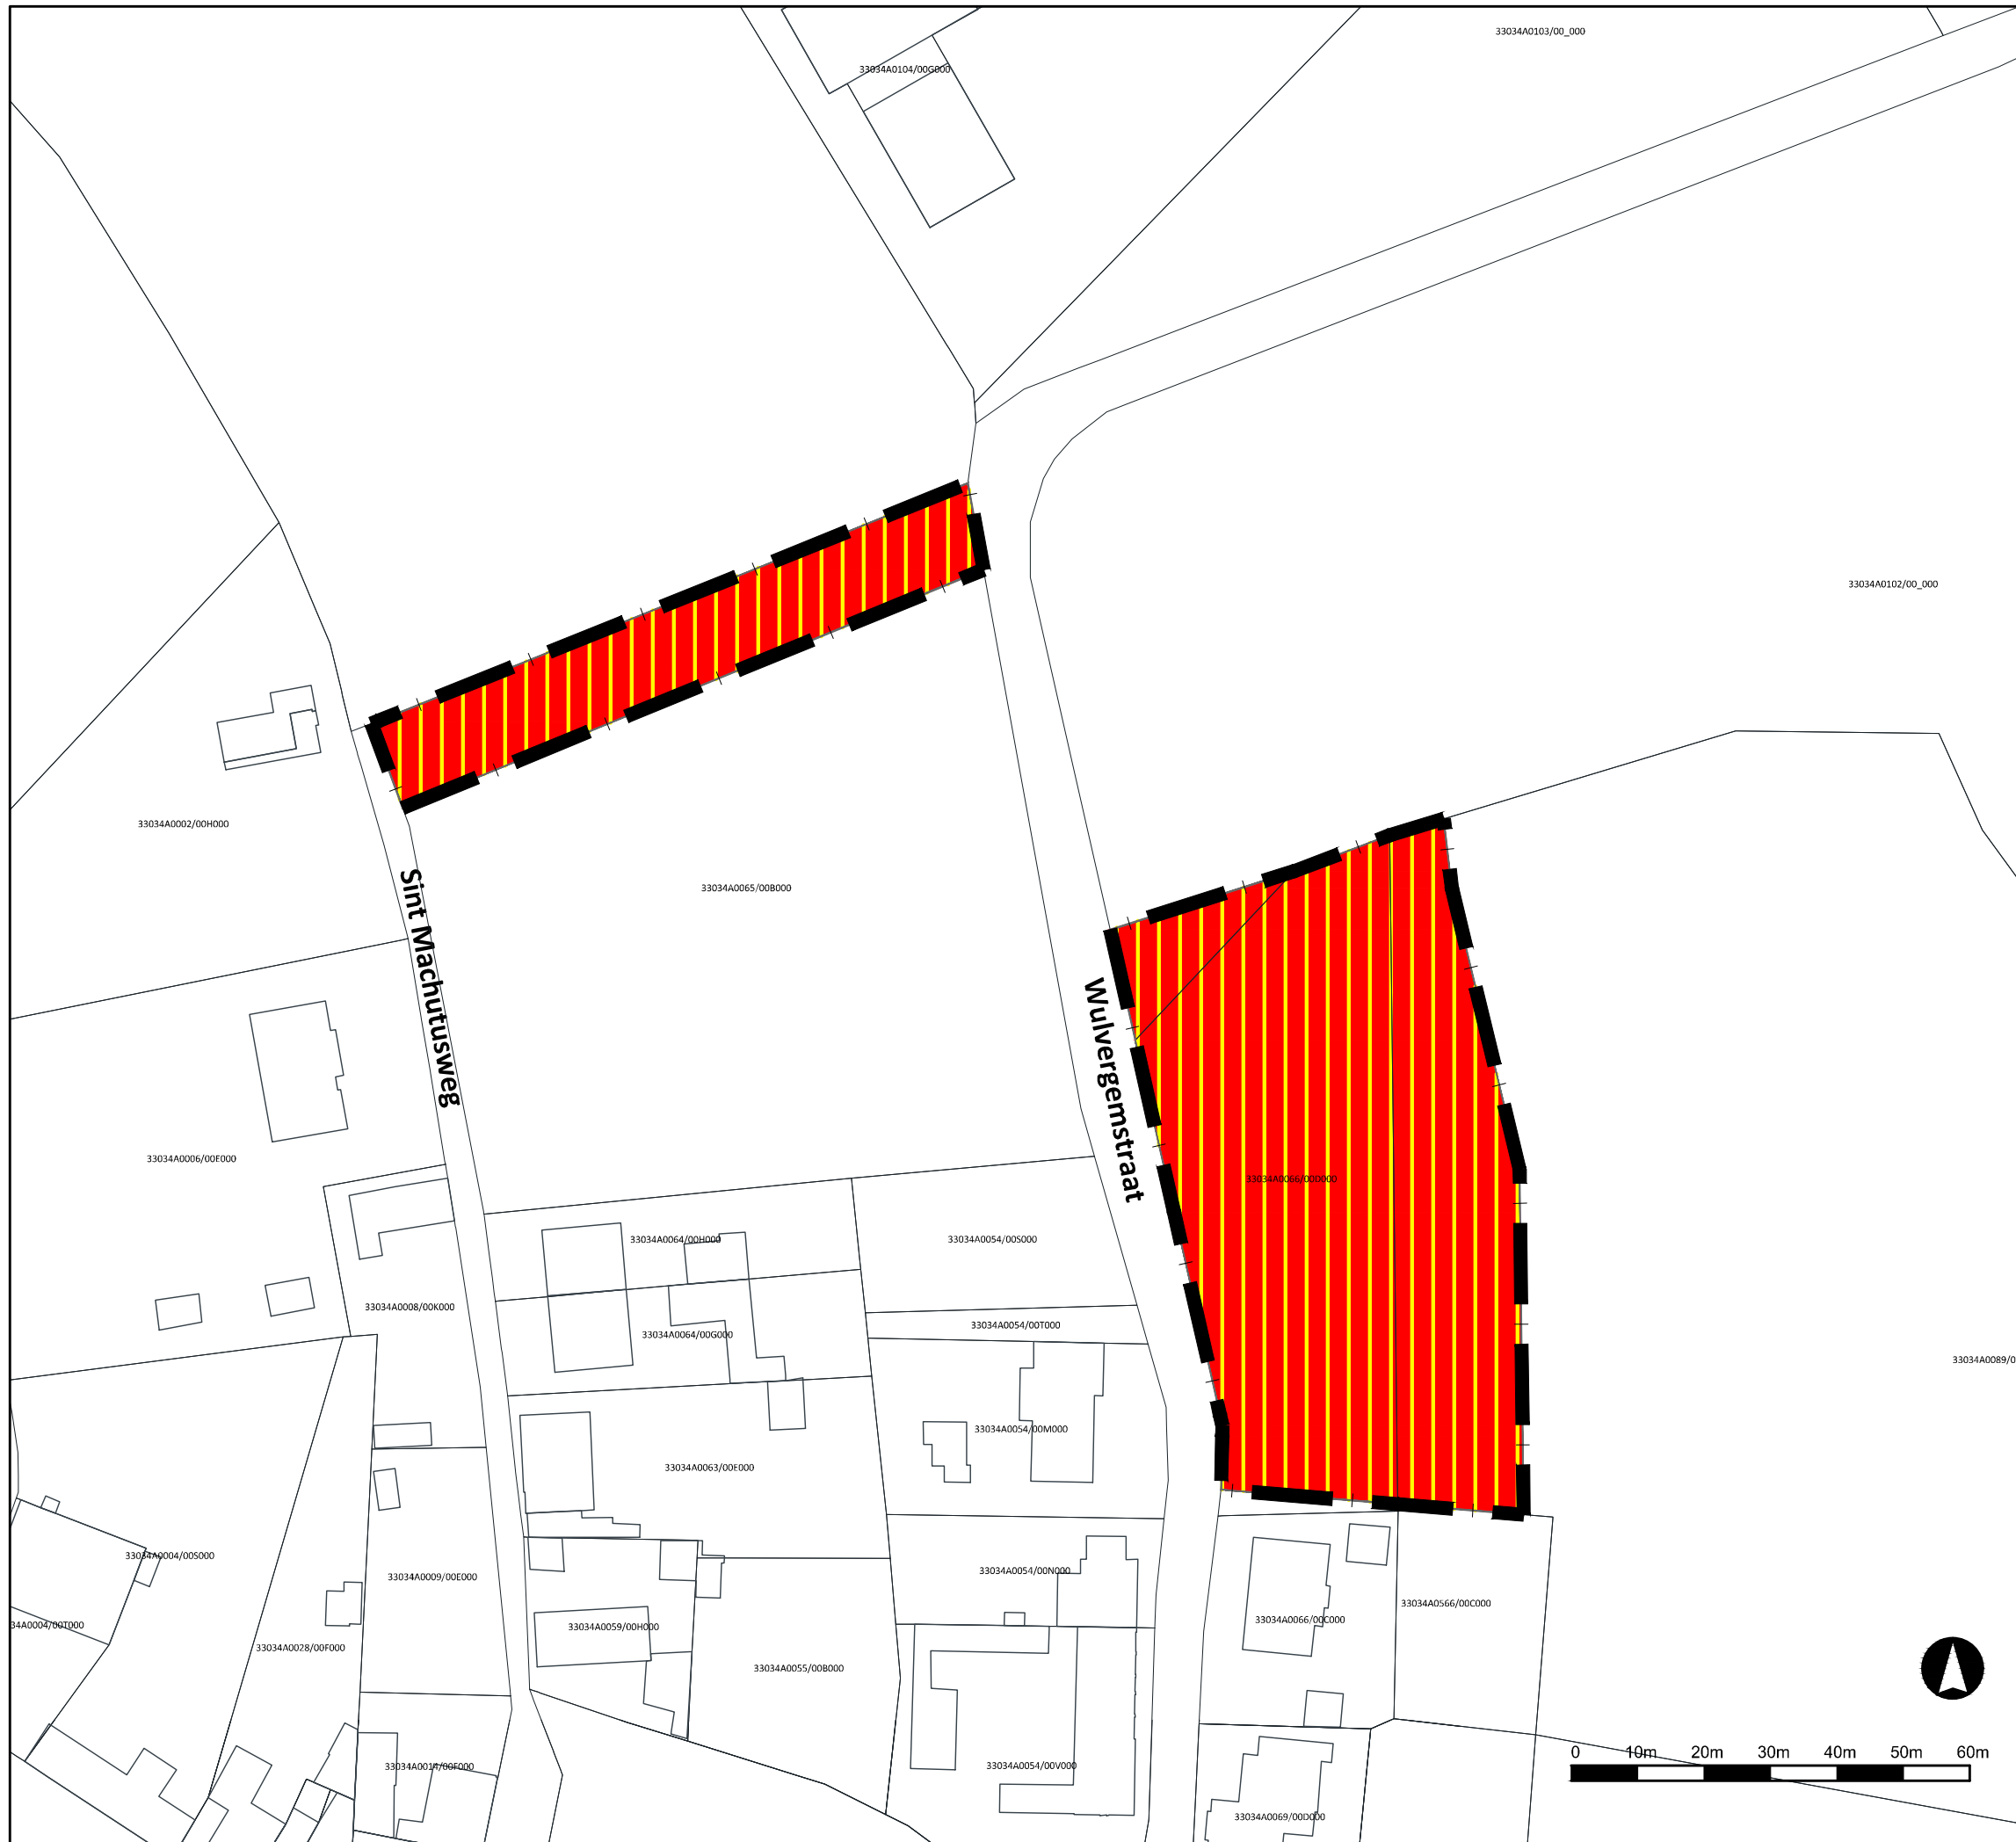 33034A0103/00_000
33034A0104/00G000
33034A0102/00_000
33034A0002/00H000
33034A0065/00B000
Sint Machutusweg
Wulvergemstraat
33034A0006/00E000
33034A0066/00D000
33034A0064/00H000
33034A0054/00S000
33034A0008/00K000
33034A0054/00T000
33034A0064/00G000
33034A0089/0
33034A0054/00M000
33034A0063/00E000
33034A0004/00S000
33034A0054/00N000
33034A0009/00E000
33034A0566/00C000
33034A0066/00C000
34A0004/00T000
33034A0059/00H000
33034A0028/00F000
33034A0055/00B000
0 10m 20m 30m 40m 50m 60m
33034A0054/00V000
33034A0014/00F000
33034A0069/00D000